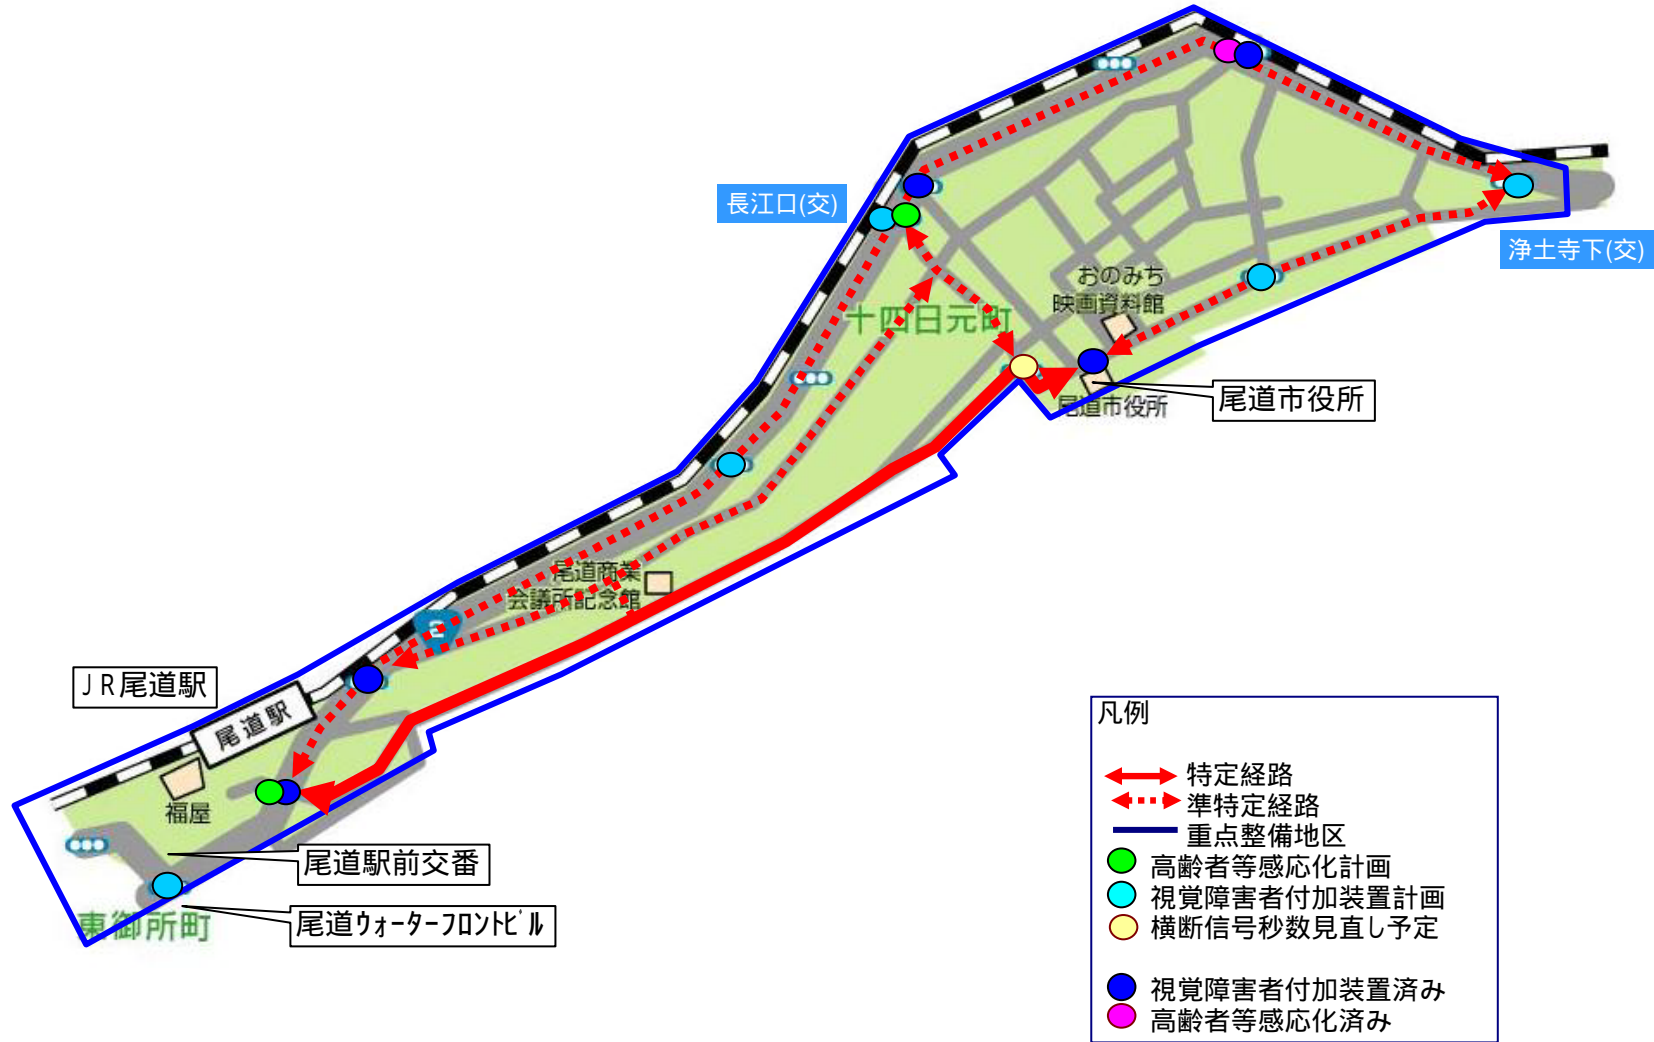 長江口(交)
浄土寺下(交)
おのみち
映画資料館
十四日元町
尾道市役所
尾道市役所
尾道商業
会議所記念館
2
JR尾道駅
尾道駅
福屋
尾道駅前交番
尾道ウォーターフロントビル
東御所町
凡例
特定経路
準特定経路
重点整備地区
高齢者等感応化計画
視覚障害者付加装置計画
横断信号秒数見直し予定
視覚障害者付加装置済み
高齢者等感応化済み